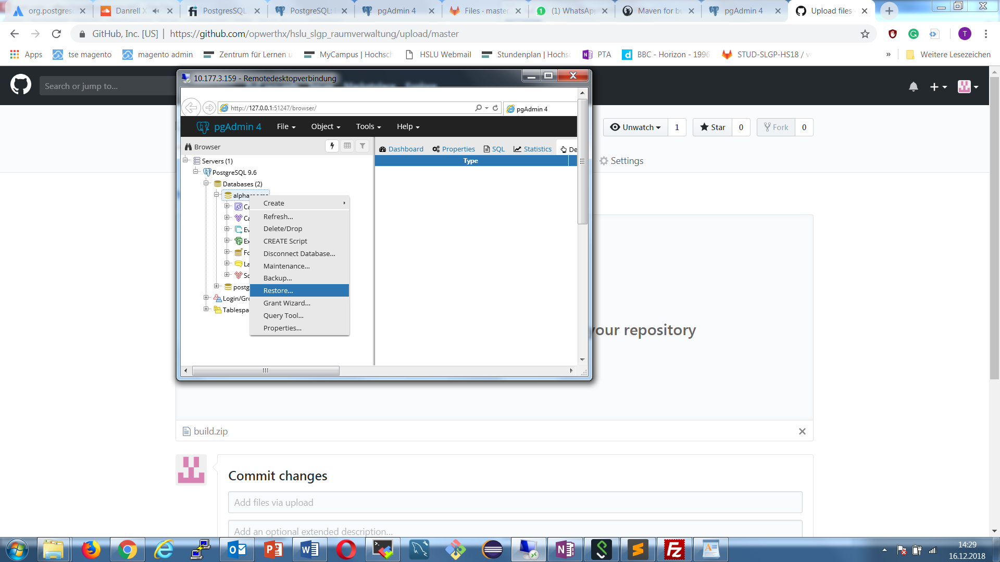 org.postgres
Danrell X
PostgresSQL
PostgreSQL:
pgAdmin 4
Files · master
(1) WhatsApp
Maven for bu
pgAdmin 4
Upload files
GitHub, Inc. [US] | https://github.com/opwerthx/hslu_slgp_raumverwaltung/upload/master
T
Apps
tse magento
magento admin
Zentrum für Lernen u
MyCampus | Hochsch
HSLU Webmail
Stundenplan | Hochsc
PTA
BBC - Horizon - 1996
STUD-SLGP-HS18 / v
»
Weitere Lesezeichen
Search or jump to...
10.177.3.159 - Remotedesktopverbindung
http://127.0.0.1:51247/browser/
pgAdmin 4
pgAdmin 4
File
Object
Tools
Help
Browser
Dashboard
Properties
SQL
Statistics
De
Type
Servers (1)
PostgreSQL 9.6
Databases (2)
Ca
Ca
Ev
Ex
Fo
La
Sc
postg
Login/Gro
Tablespa
Create
Refresh...
Delete/Drop
CREATE Script
Disconnect Database...
Maintenance...
Backup...
Restore...
Grant Wizard...
Query Tool...
Properties...
Unwatch
1
Star
0
Fork
0
Settings
your repository
build.zip
Commit changes
Add files via upload
Add an optional extended description...
14:29
16.12.2018